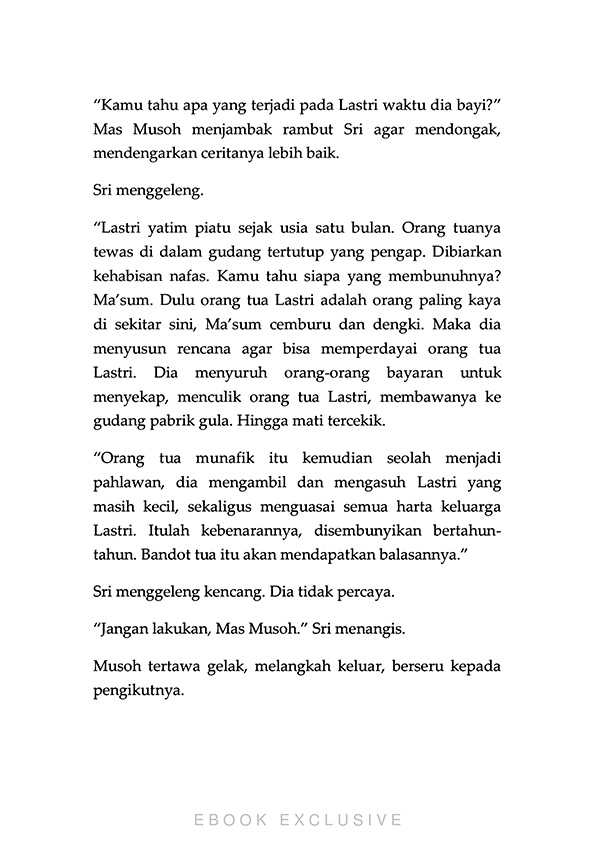 “Kamu tahu apa yang terjadi pada Lastri waktu dia bayi?”
Mas Musoh menjambak rambut Sri agar mendongak,
mendengarkan ceritanya lebih baik.
Sri menggeleng.
“Lastri yatim piatu sejak usia satu bulan. Orang tuanya
tewas di dalam gudang tertutup yang pengap. Dibiarkan
kehabisan nafas. Kamu tahu siapa yang membunuhnya?
Ma’sum. Dulu orang tua Lastri adalah orang paling kaya
di sekitar sini, Ma’sum cemburu dan dengki. Maka dia
menyusun rencana agar bisa memperdayai orang tua
Lastri. Dia menyuruh orang-orang bayaran untuk
menyekap, menculik orang tua Lastri, membawanya ke
gudang pabrik gula. Hingga mati tercekik.
“Orang tua munafik itu kemudian seolah menjadi
pahlawan, dia mengambil dan mengasuh Lastri yang
masih kecil, sekaligus menguasai semua harta keluarga
Lastri. Itulah kebenarannya, disembunyikan bertahun-
tahun. Bandot tua itu akan mendapatkan balasannya.”
Sri menggeleng kencang. Dia tidak percaya.
“Jangan lakukan, Mas Musoh.” Sri menangis.
Musoh tertawa gelak, melangkah keluar, berseru kepada
pengikutnya.
EBOOK EXCLUSIVE